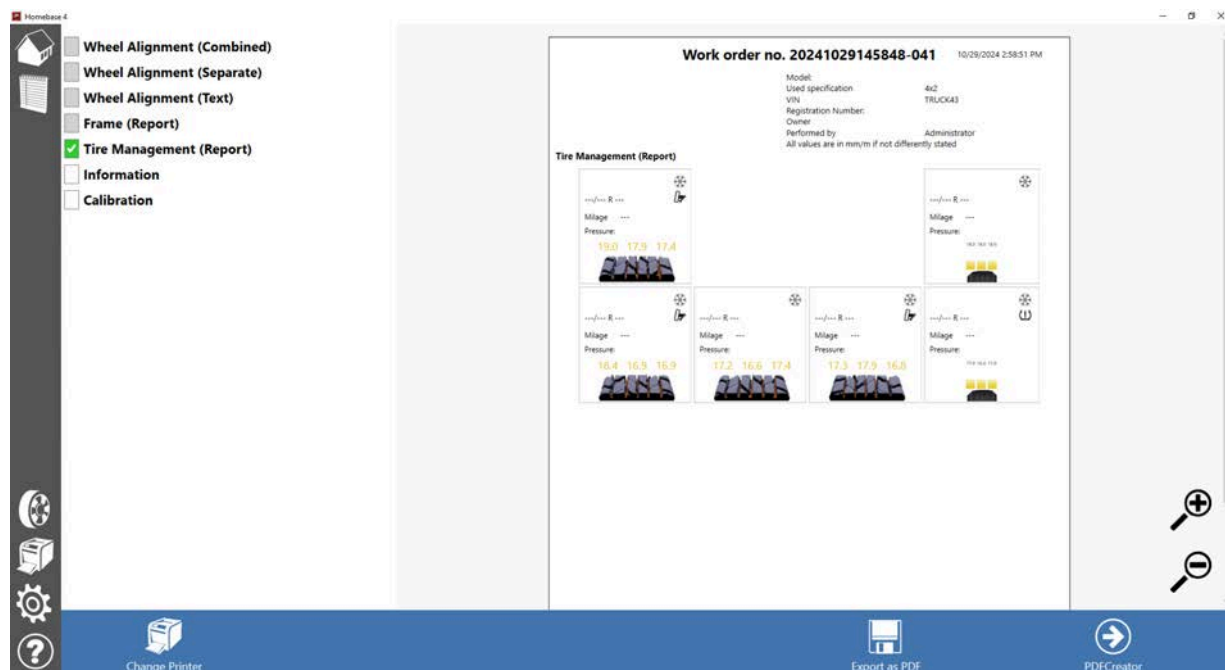 Homebase 4
Wheel Alignment (Combined)
Wheel Alignment (Separate)
Wheel Alignment (Text)
Frame (Report)
Tire Management (Report)
Information
Calibration
Work order no. 20241029145848-041 10/29/2024 2:58:51 PM
Model:
Used specification 4x2
VIN TRUCK43
Registration Number:
Owner
Performed by Administrator
All values are in mm/m if not differently stated
Tire Management (Report)
---/--- R --- ---/--- R ---
Milage --- Milage ---
Pressure: Pressure:
19.0 17.9 17.4
---/--- R --- ---/--- R --- ---/--- R --- ---/--- R ---
Milage --- Milage --- Milage --- Milage ---
Pressure: Pressure: Pressure: Pressure:
18.4 16.9 16.9 17.2 16.6 17.4 17.3 17.9 16.8
Change Printer Export as PDF PDFCreator